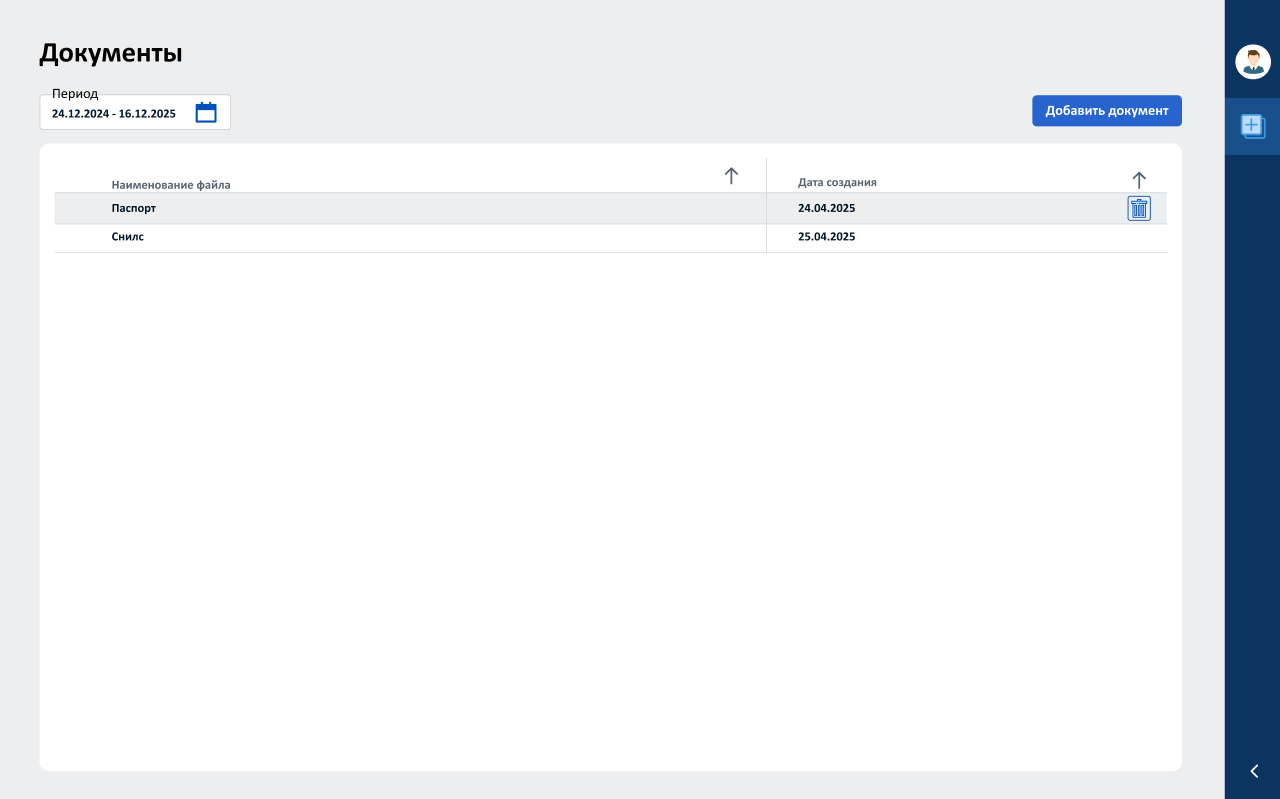 Документы
Период
24.12.2024 - 16.12.2025
Добавить документ
Наименование файла
Дата создания
Паспорт
24.04.2025
Снилс
25.04.2025